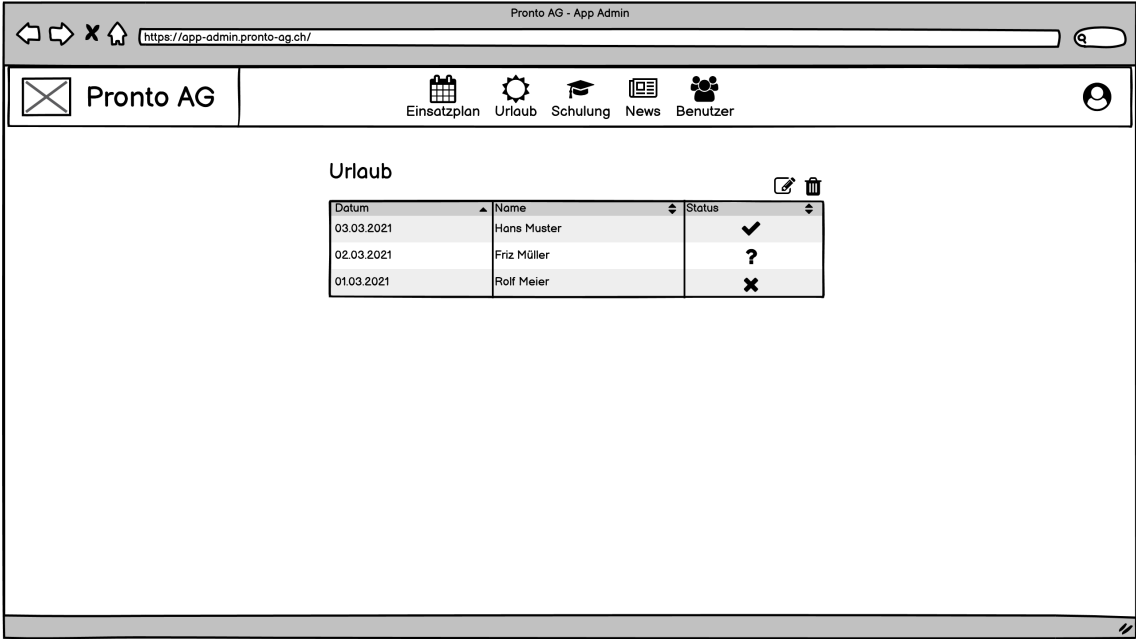 Pronto AG - App Admin
https://app-admin.pronto-ag.ch/
Pronto AG
Einsatzplan Urlaub Schulung News Benutzer
Urlaub
Datum Name Status
03.03.2021 Hans Muster
02.03.2021 Friz Müller ?
01.03.2021 Rolf Meier